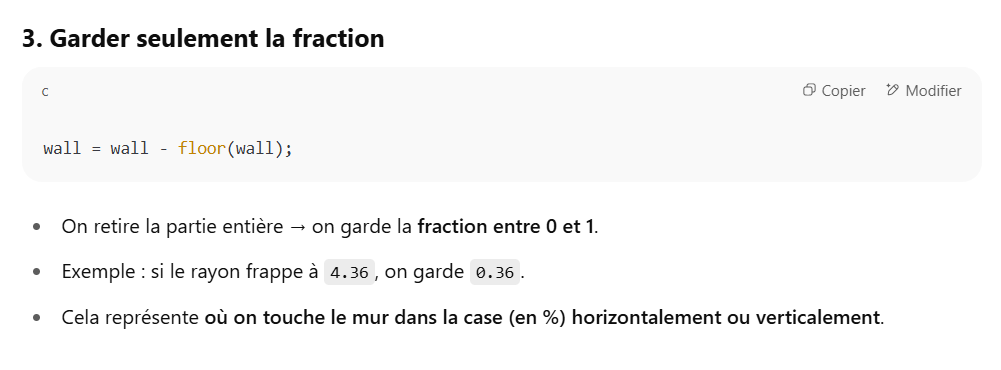 3. Garder seulement la fraction
c
Copier
Modifier
wall = wall - floor(wall);
• On retire la partie entière → on garde la fraction entre 0 et 1.
• Exemple : si le rayon frappe à 4.36, on garde 0.36.
• Cela représente où on touche le mur dans la case (en %) horizontalement ou verticalement.